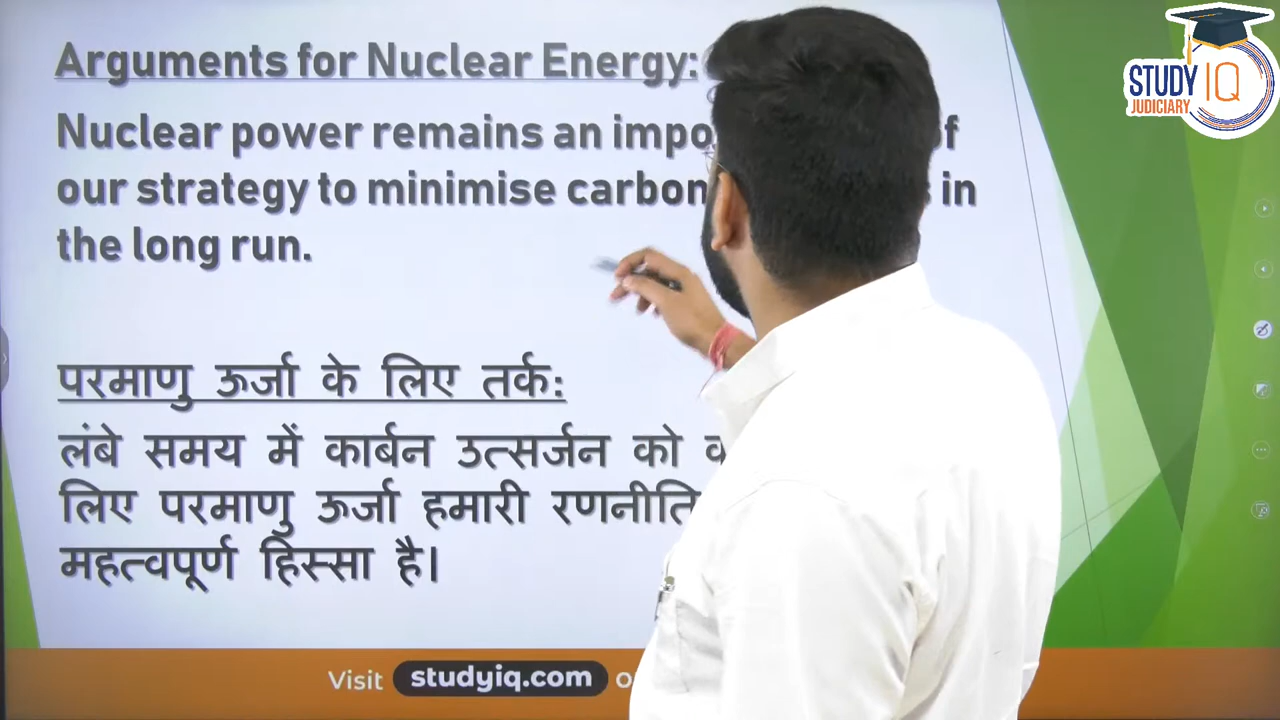 Arguments for Nuclear Energy:
Nuclear power remains an of
our strategy to minimise carbon in
the long run.
परमाणु ऊर्जा के लिए तर्क:
लंबे समय में कार्बन उत्सर्जन को
लिए परमाणु ऊर्जा हमारी रणनीति
महत्वपूर्ण हिस्सा है।
Visit studyiq.com
STUDY IQ
JUDICIARY